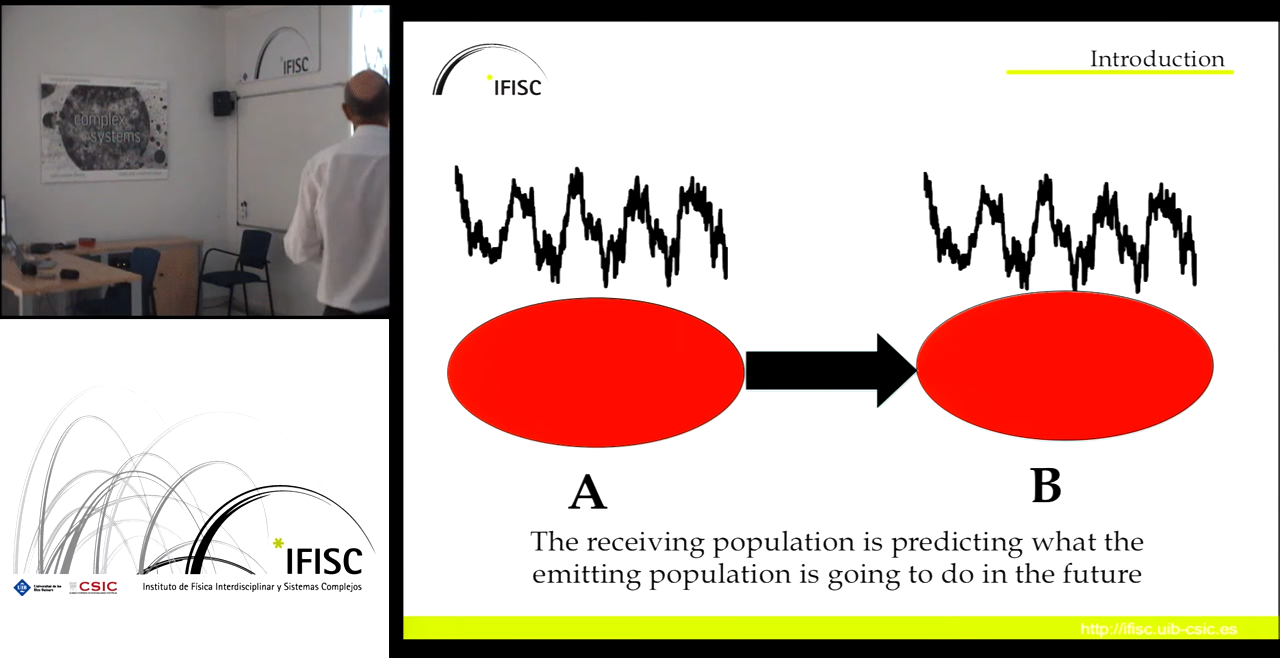 IFISC
complex
systems
IFISC
Introduction
A
B
The receiving population is predicting what the
emitting population is going to do in the future
http://ifisc.uib-csic.es
IFISC
UIB
CSIC
Instituto de Física Interdisciplinar y Sistemas Complejos